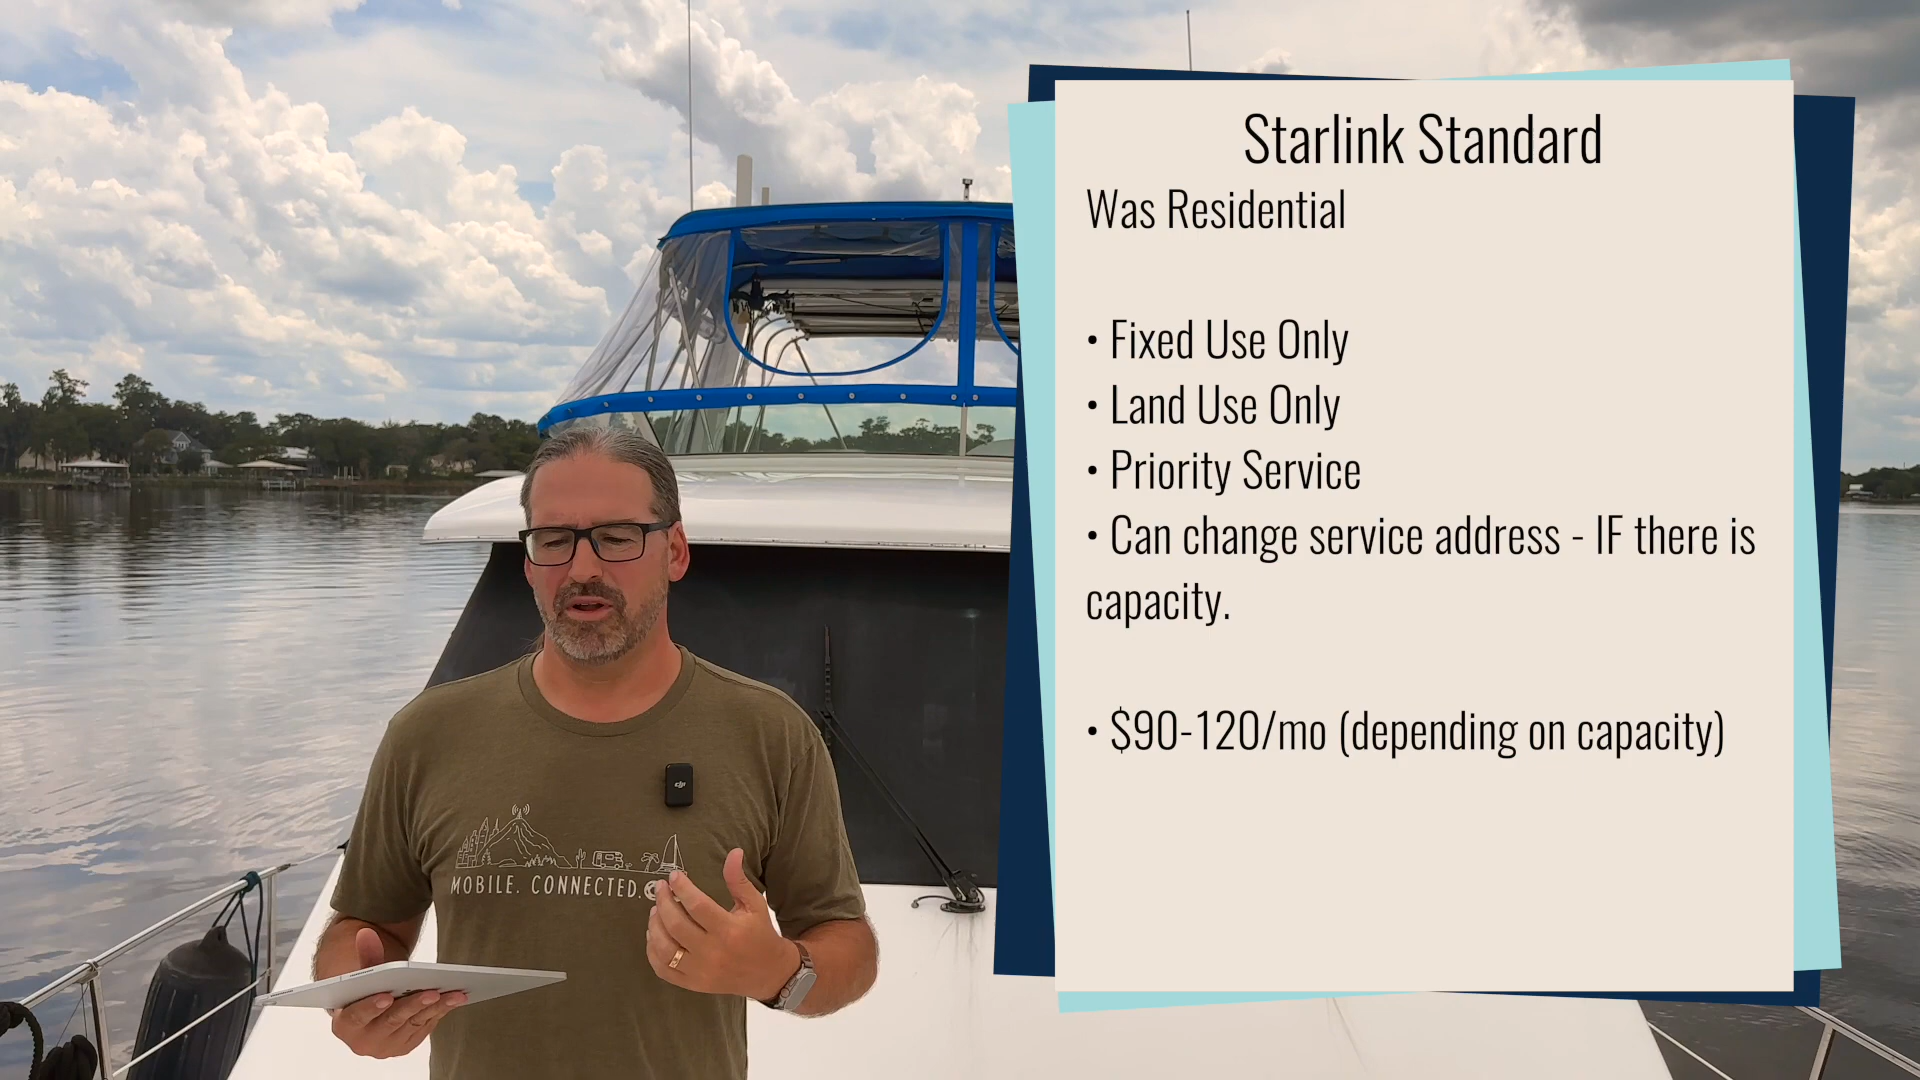 Starlink Standard
Was Residential
• Fixed Use Only
• Land Use Only
• Priority Service
• Can change service address - IF there is
capacity.
• $90-120/mo (depending on capacity)
dji
MOBILE. CONNECTED.